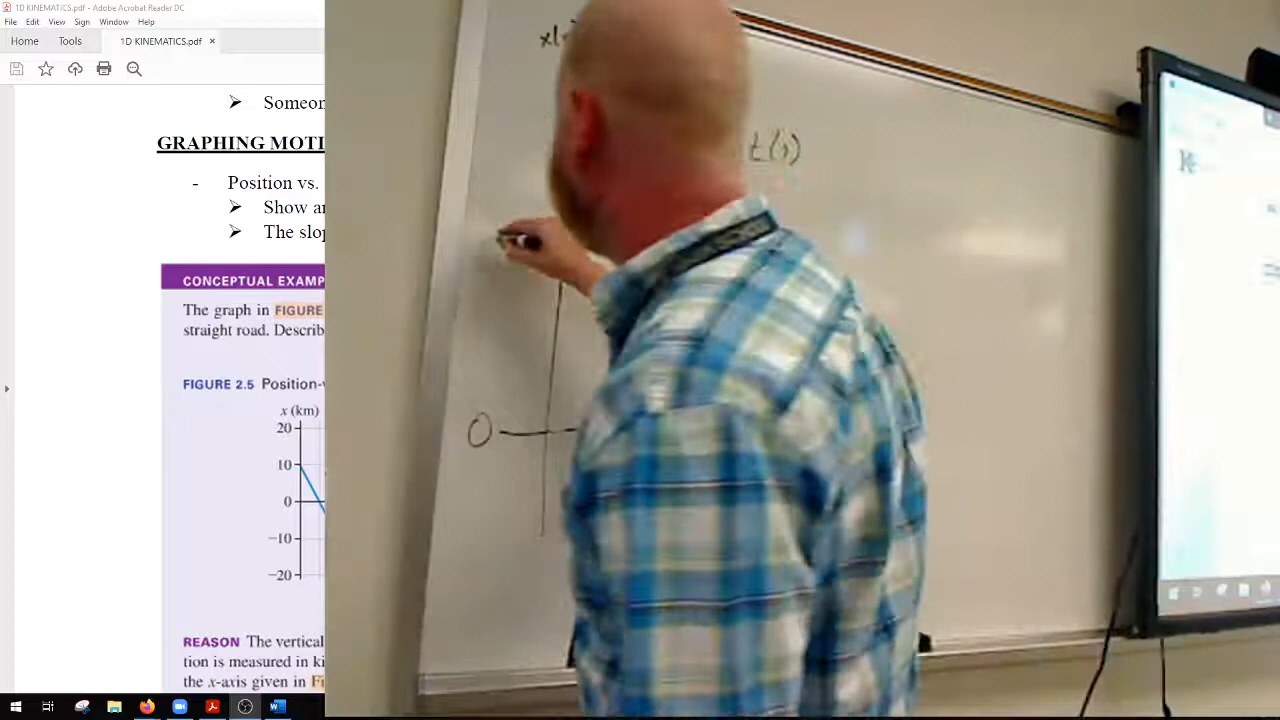 1D KINEMATICS.pdf - Adobe Acrobat Reader DC
File Edit View Sign Window Help
Home Tools 1D KINEMATICS.pdf ×
➢ Someon
GRAPHING MOTI
- Position vs.
➢ Show an
➢ The slop
CONCEPTUAL EXAMP
The graph in FIGURE
straight road. Describ
FIGURE 2.5 Position-v
x (km)
20
10
0
−10
−20
REASON The vertical
tion is measured in ki
the x-axis given in Fi
x(
t(s)
0